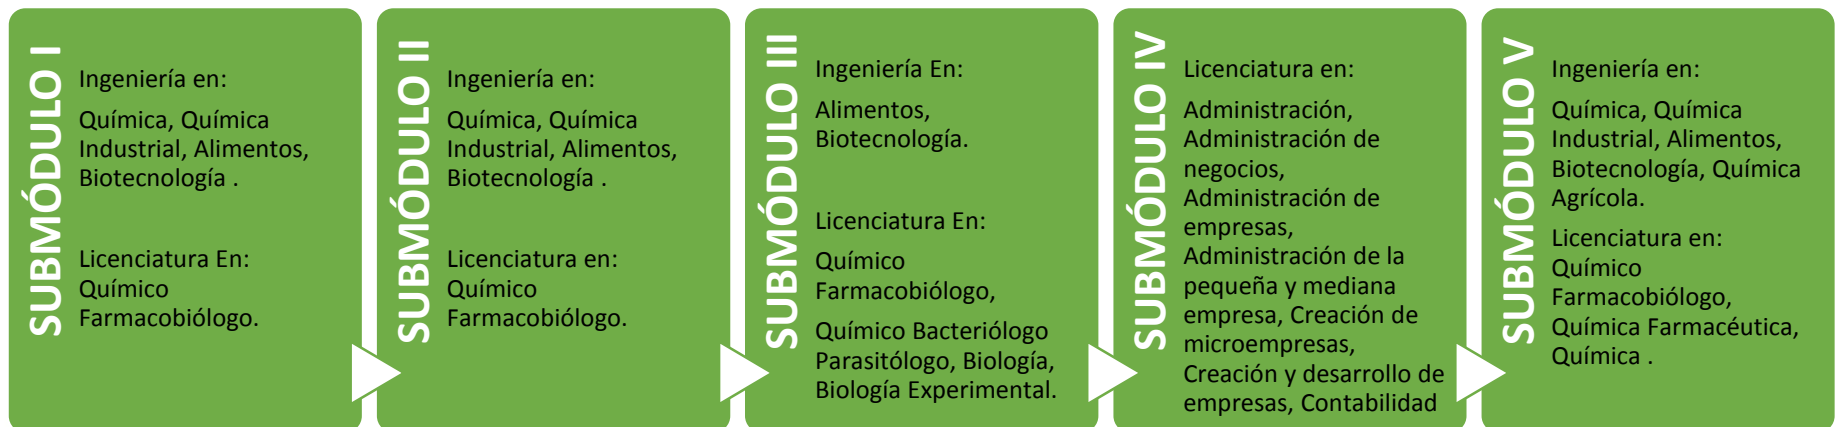 SUBMÓDULO I
Ingeniería en:
Química, Química
Industrial, Alimentos,
Biotecnología .
Licenciatura En:
Químico
Farmacobiólogo.
SUBMÓDULO II
Ingeniería en:
Química, Química
Industrial, Alimentos,
Biotecnología .
Licenciatura en:
Químico
Farmacobiólogo.
SUBMÓDULO III
Ingeniería En:
Alimentos,
Biotecnología.
Licenciatura En:
Químico
Farmacobiólogo,
Químico Bacteriólogo
Parasitólogo, Biología,
Biología Experimental.
SUBMÓDULO IV
Licenciatura en:
Administración,
Administración de
negocios,
Administración de
empresas,
Administración de la
pequeña y mediana
empresa, Creación de
microempresas,
Creación y desarrollo de
empresas, Contabilidad
SUBMÓDULO V
Ingeniería en:
Química, Química
Industrial, Alimentos,
Biotecnología, Química
Agrícola.
Licenciatura en:
Químico
Farmacobiólogo,
Química Farmacéutica,
Química .